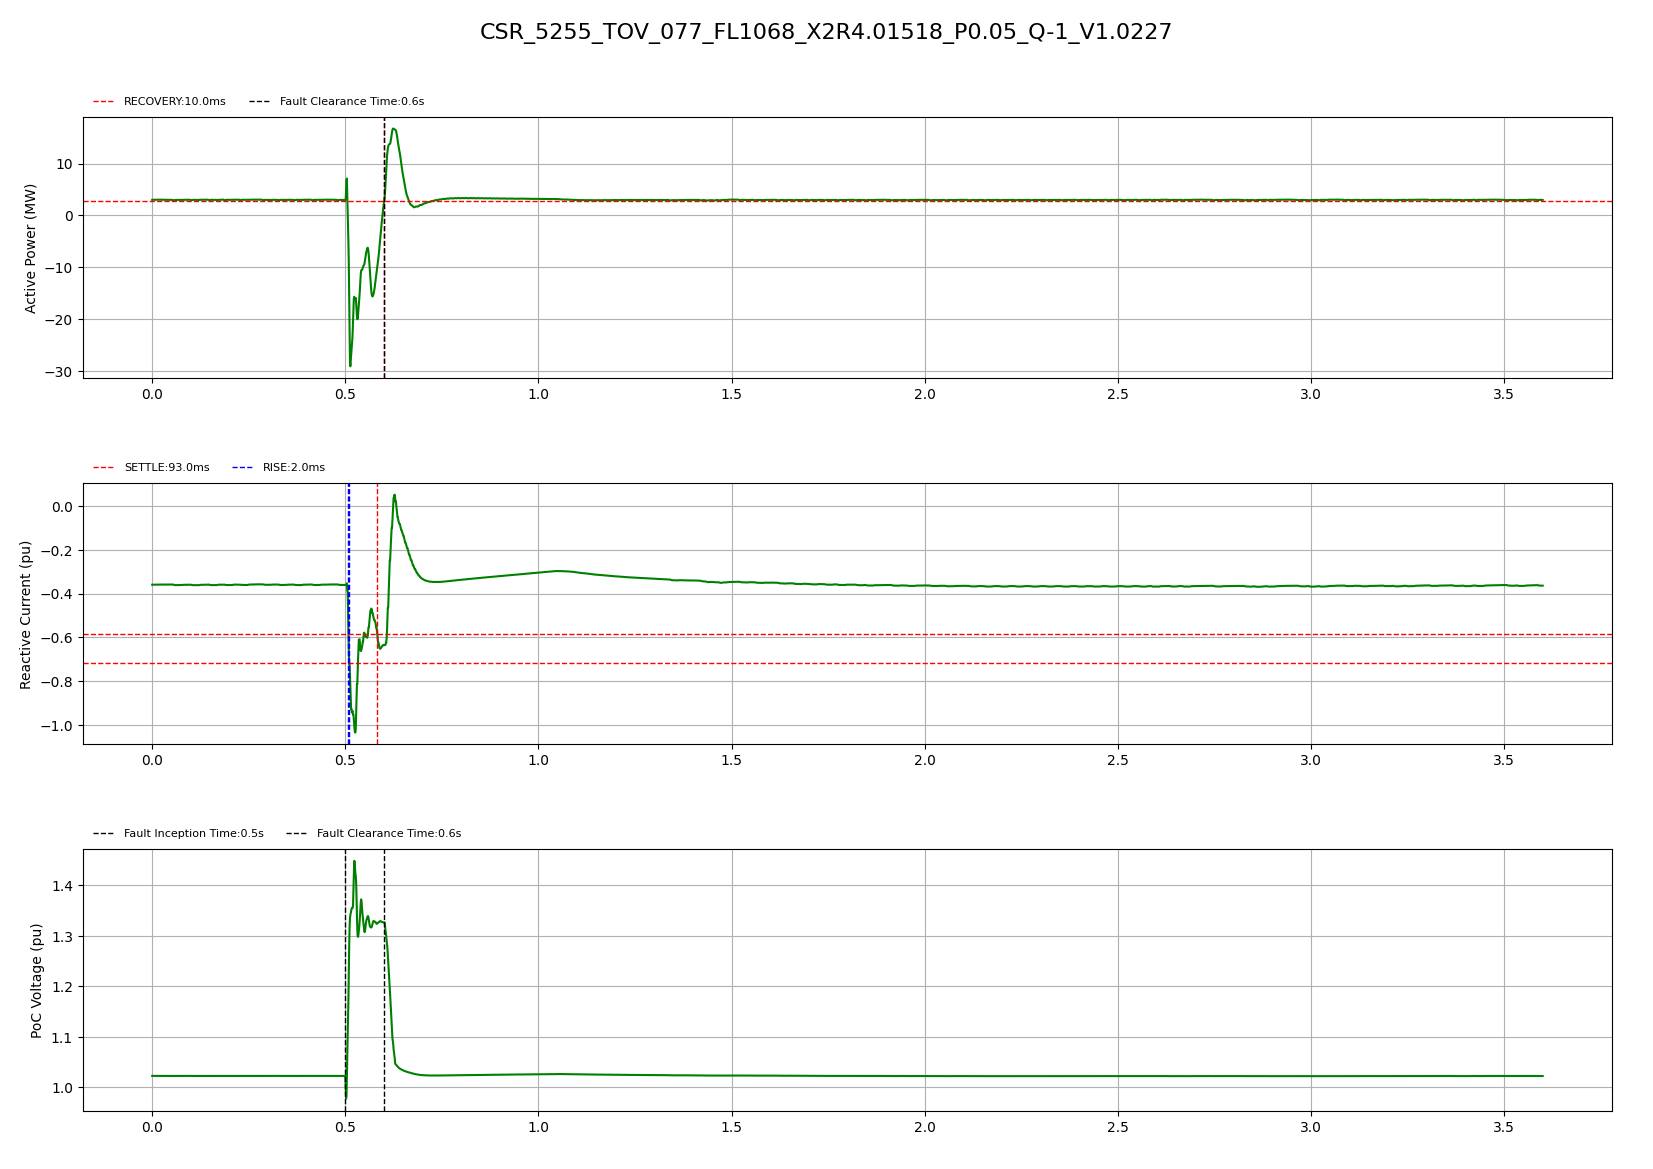 CSR_5255_TOV_077_FL1068_X2R4.01518_P0.05_Q-1_V1.0227
RECOVERY:10.0ms Fault Clearance Time:0.6s
Active Power (MW)
10
0
−10
−20
−30
0.0 0.5 1.0 1.5 2.0 2.5 3.0 3.5
SETTLE:93.0ms RISE:2.0ms
Reactive Current (pu)
0.0
−0.2
−0.4
−0.6
−0.8
−1.0
0.0 0.5 1.0 1.5 2.0 2.5 3.0 3.5
Fault Inception Time:0.5s Fault Clearance Time:0.6s
PoC Voltage (pu)
1.4
1.3
1.2
1.1
1.0
0.0 0.5 1.0 1.5 2.0 2.5 3.0 3.5